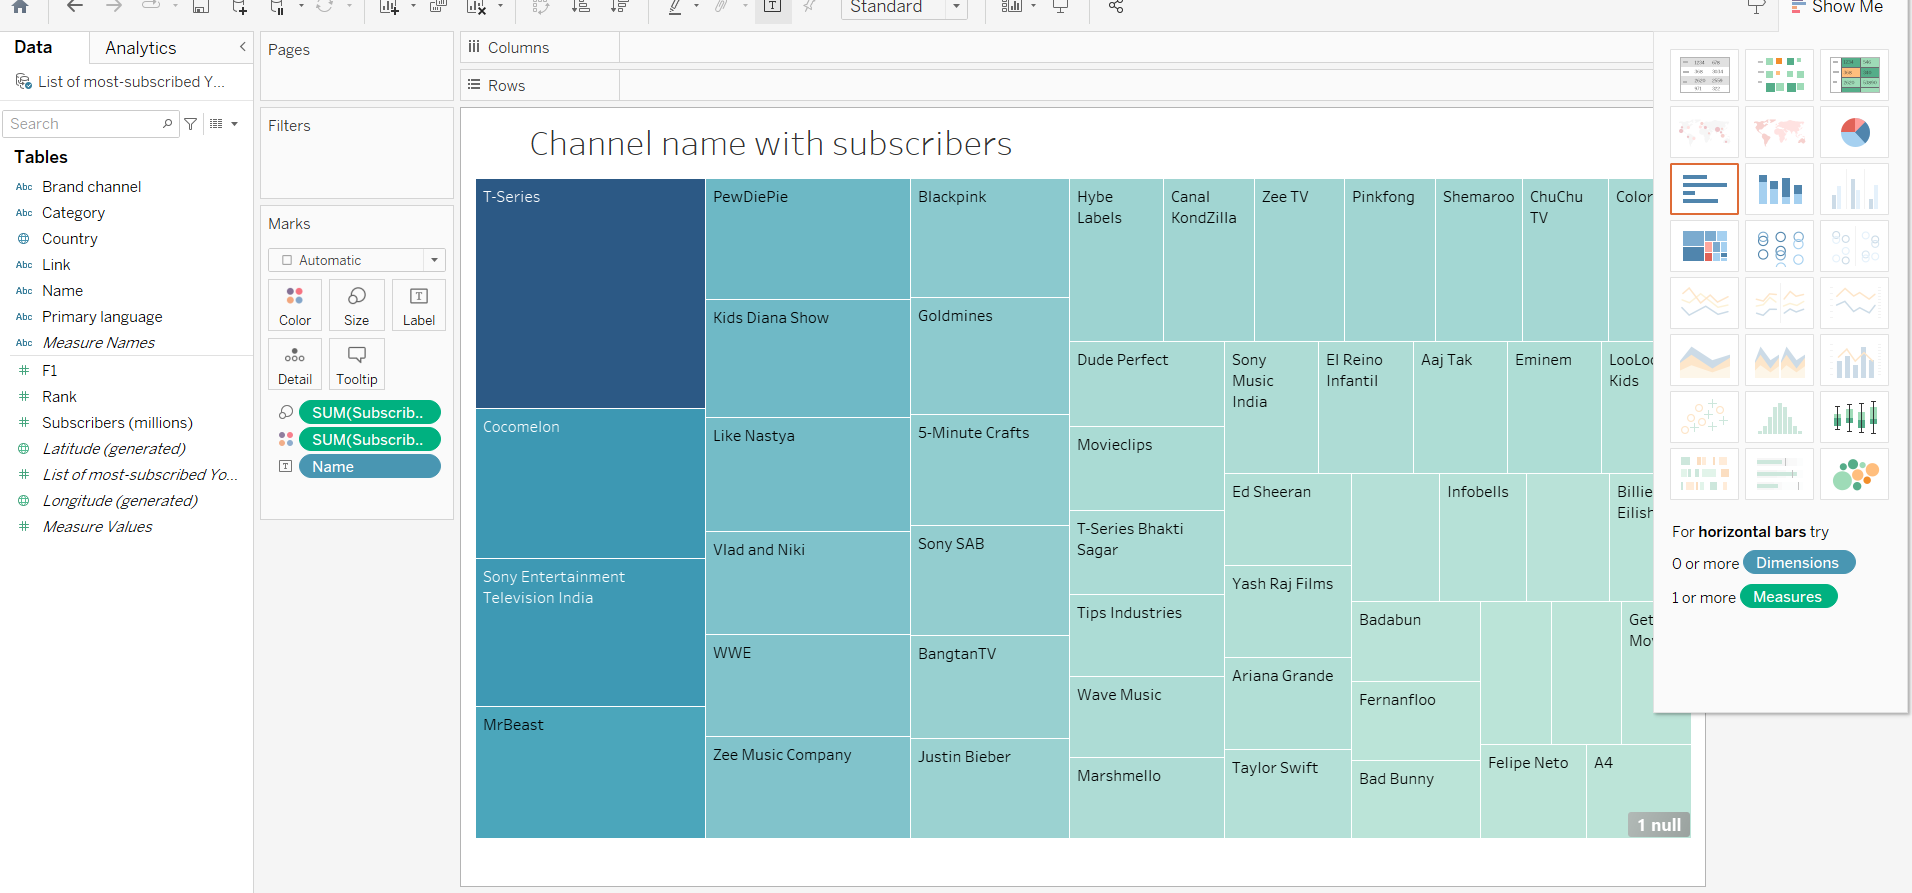 Standard
Show Me
Data
Analytics
Pages
Columns
List of most-subscribed Y...
Rows
Search
Filters
Tables
Brand channel
Category
Country
Link
Name
Primary language
Measure Names
F1
Rank
Subscribers (millions)
Latitude (generated)
List of most-subscribed Yo...
Longitude (generated)
Measure Values
Marks
Automatic
Color
Size
Label
Detail
Tooltip
SUM(Subscrib..
SUM(Subscrib..
Name
Channel name with subscribers
T-Series
Cocomelon
Sony Entertainment
Television India
MrBeast
PewDiePie
Kids Diana Show
Like Nastya
Vlad and Niki
WWE
Zee Music Company
Blackpink
Goldmines
5-Minute Crafts
Sony SAB
BangtanTV
Justin Bieber
Hybe
Labels
Canal
KondZilla
Zee TV
Pinkfong
Shemaroo
ChuChu
TV
Color
Dude Perfect
Movieclips
T-Series Bhakti
Sagar
Tips Industries
Wave Music
Marshmello
Sony
Music
India
El Reino
Infantil
Aaj Tak
Eminem
LooLoo
Kids
Ed Sheeran
Yash Raj Films
Ariana Grande
Taylor Swift
Infobells
Billie
Eilish
Badabun
Fernanfloo
Bad Bunny
Get
Mo
Felipe Neto
A4
1 null
For horizontal bars try
0 or more Dimensions
1 or more Measures